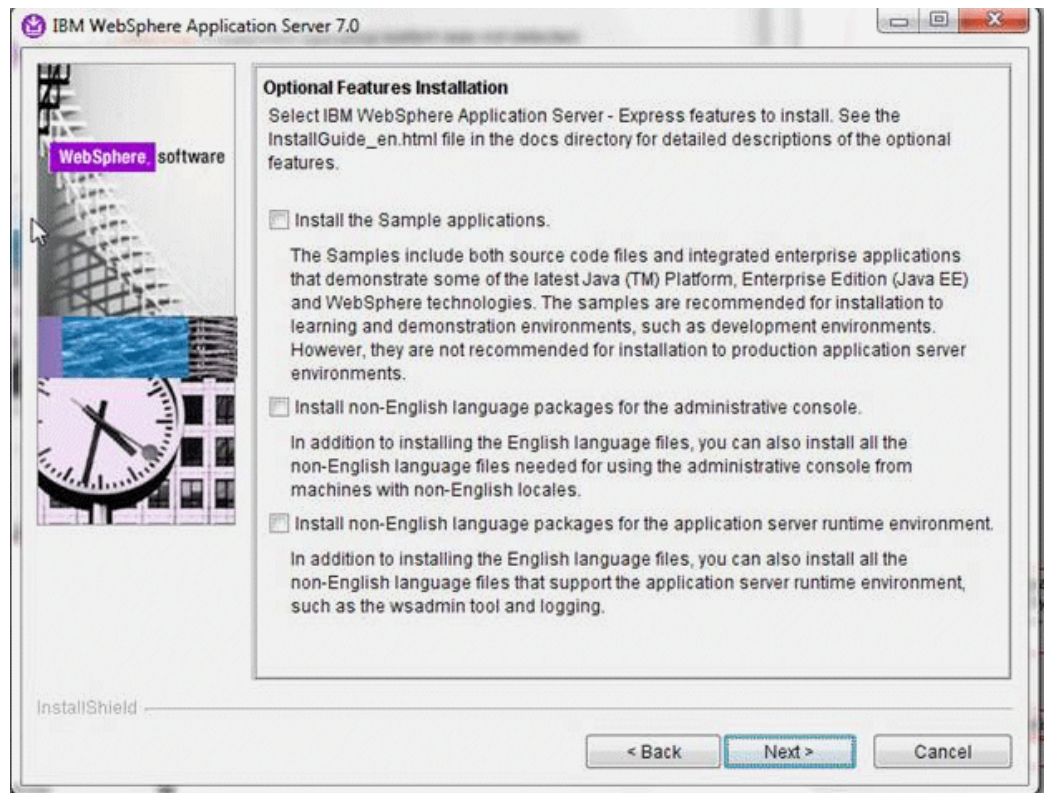 IBM WebSphere Application Server 7.0
WebSphere. software
Optional Features Installation
Select IBM WebSphere Application Server - Express features to install. See the
InstallGuide_en.html file in the docs directory for detailed descriptions of the optional
features.
Install the Sample applications.
The Samples include both source code files and integrated enterprise applications
that demonstrate some of the latest Java (TM) Platform, Enterprise Edition (Java EE)
and WebSphere technologies. The samples are recommended for installation to
learning and demonstration environments, such as development environments.
However, they are not recommended for installation to production application server
environments.
Install non-English language packages for the administrative console.
In addition to installing the English language files, you can also install all the
non-English language files needed for using the administrative console from
machines with non-English locales.
Install non-English language packages for the application server runtime environment.
In addition to installing the English language files, you can also install all the
non-English language files that support the application server runtime environment,
such as the wsadmin tool and logging.
InstallShield
< Back
Next >
Cancel